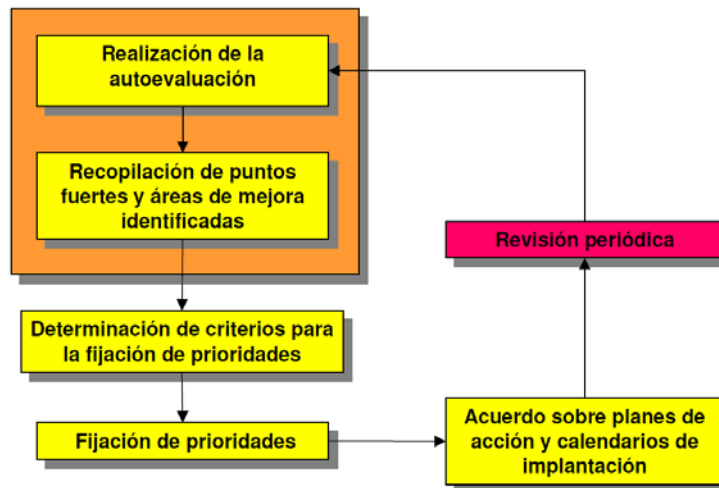 Realización de la
autoevaluación
Recopilación de puntos
fuertes y áreas de mejora
identificadas
Revisión periódica
Determinación de criterios para
la fijación de prioridades
Fijación de prioridades
Acuerdo sobre planes de
acción y calendarios de
implantación